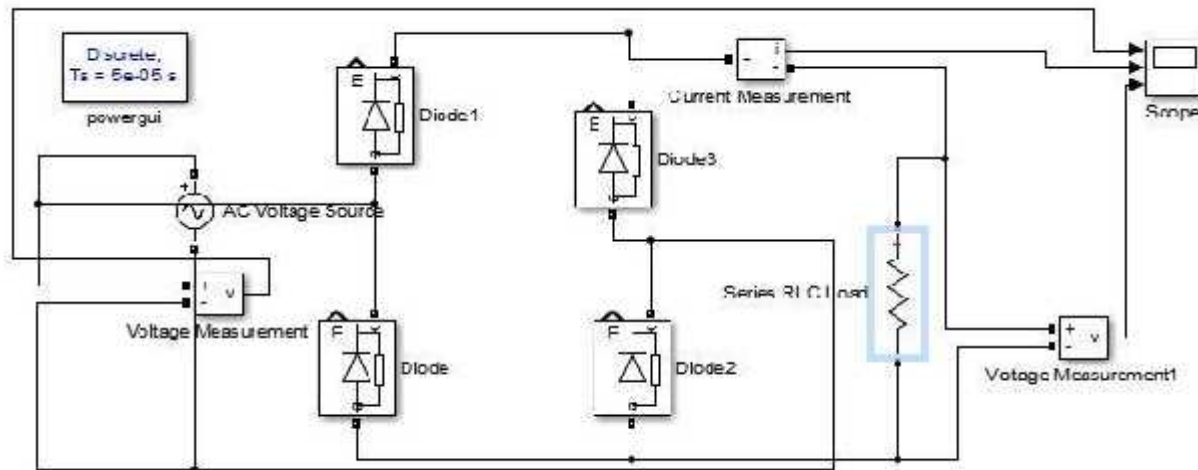 Discrete,
Ts = 5e-05 s
powergui
Diode1
Current Measurement
Scope
Diode3
AC Voltage Source
Series RLC Load
Voltage Measurement
Diode
Diode2
Votage Measurement1
E
E
F
F
i
-
+
+
-
v
+
-
v
+